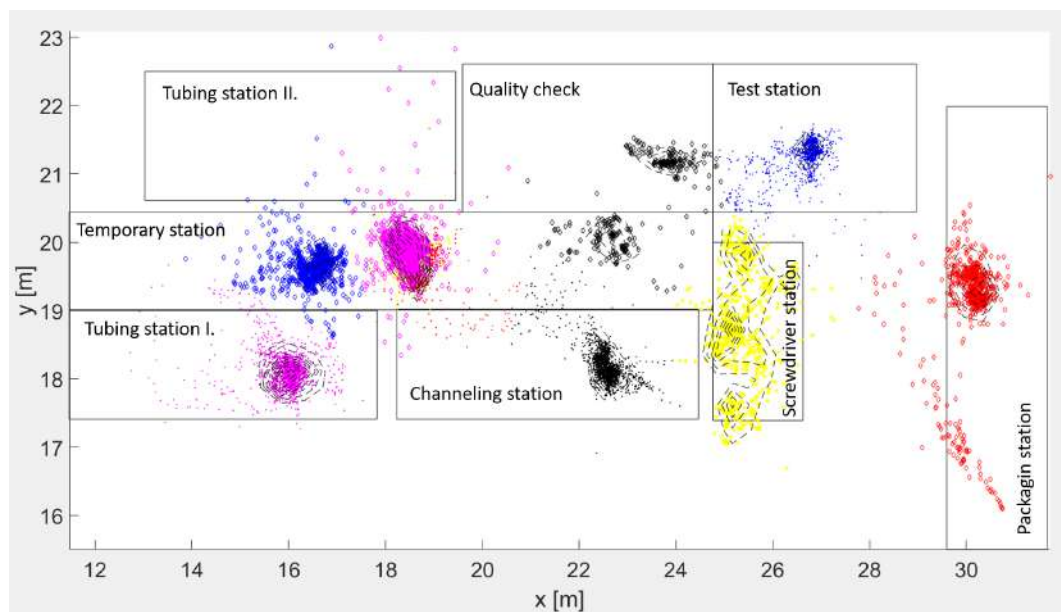 23
22
21
20
19
18
17
16
y [m]
Tubing station II.
Quality check
Test station
Temporary station
Tubing station I.
Channeling station
Screwdriver station
Packagin station
12 14 16 18 20 22 24 26 28 30
x [m]